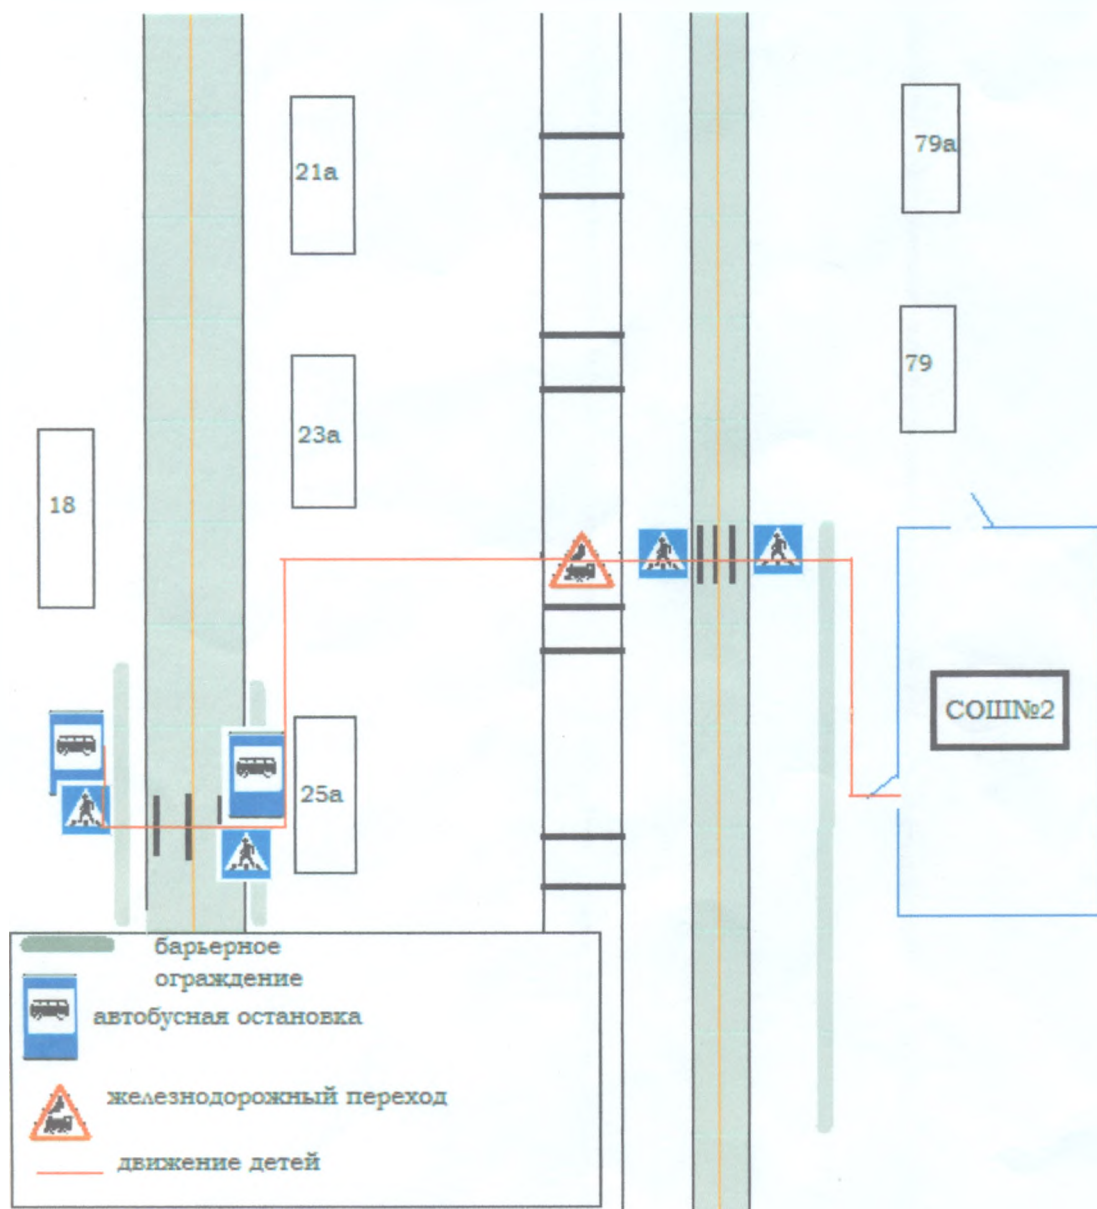 21а
79а
79
23а
18
СОШ№2
25а
барьерное
ограждение
автобусная остановка
железнодорожный переход
движение детей